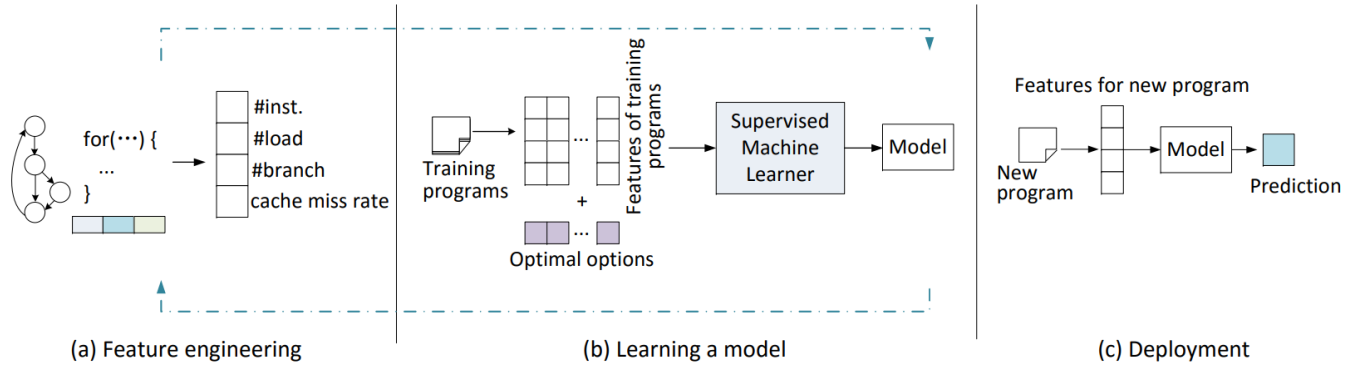 for(⋯) {
...
}
#inst.
#load
#branch
cache miss rate
(a) Feature engineering
Training
programs
...
Features of training
programs
+
...
Optimal options
Supervised
Machine
Learner
Model
(b) Learning a model
Features for new program
New
program
Model
Prediction
(c) Deployment